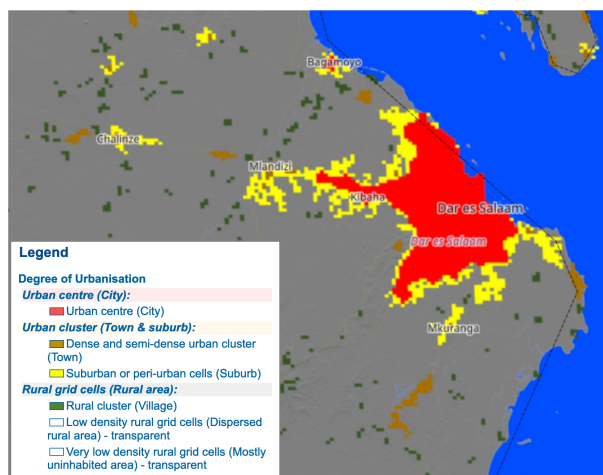 Bagamoyo
Chalinze
Mlandizi
Kibaha
Dar es Salaam
Dar es Salaam
Mkuranga
Legend
Degree of Urbanisation
Urban centre (City):
Urban centre (City)
Urban cluster (Town & suburb):
Dense and semi-dense urban cluster
(Town)
Suburban or peri-urban cells (Suburb)
Rural grid cells (Rural area):
Rural cluster (Village)
Low density rural grid cells (Dispersed
rural area) - transparent
Very low density rural grid cells (Mostly
uninhabited area) - transparent